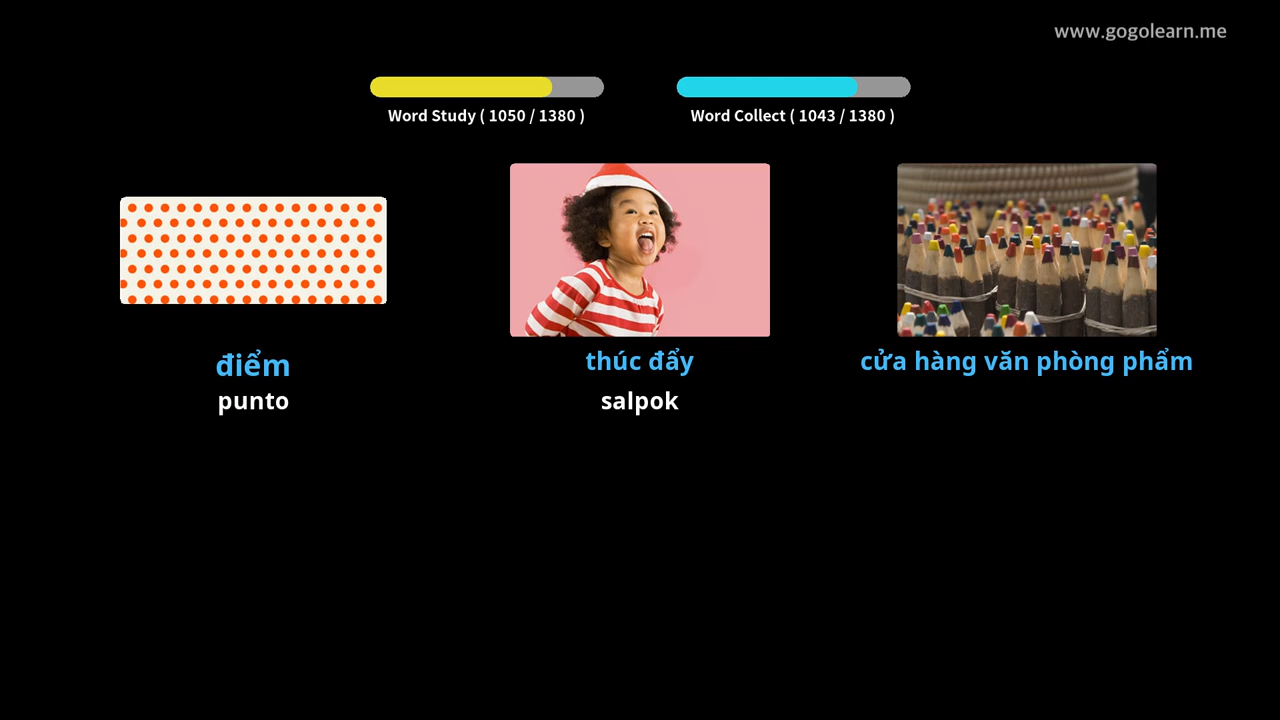 www.gogolearn.me
Word Study ( 1050 / 1380 )
Word Collect ( 1043 / 1380 )
điểm
punto
thúc đẩy
salpok
cửa hàng văn phòng phẩm